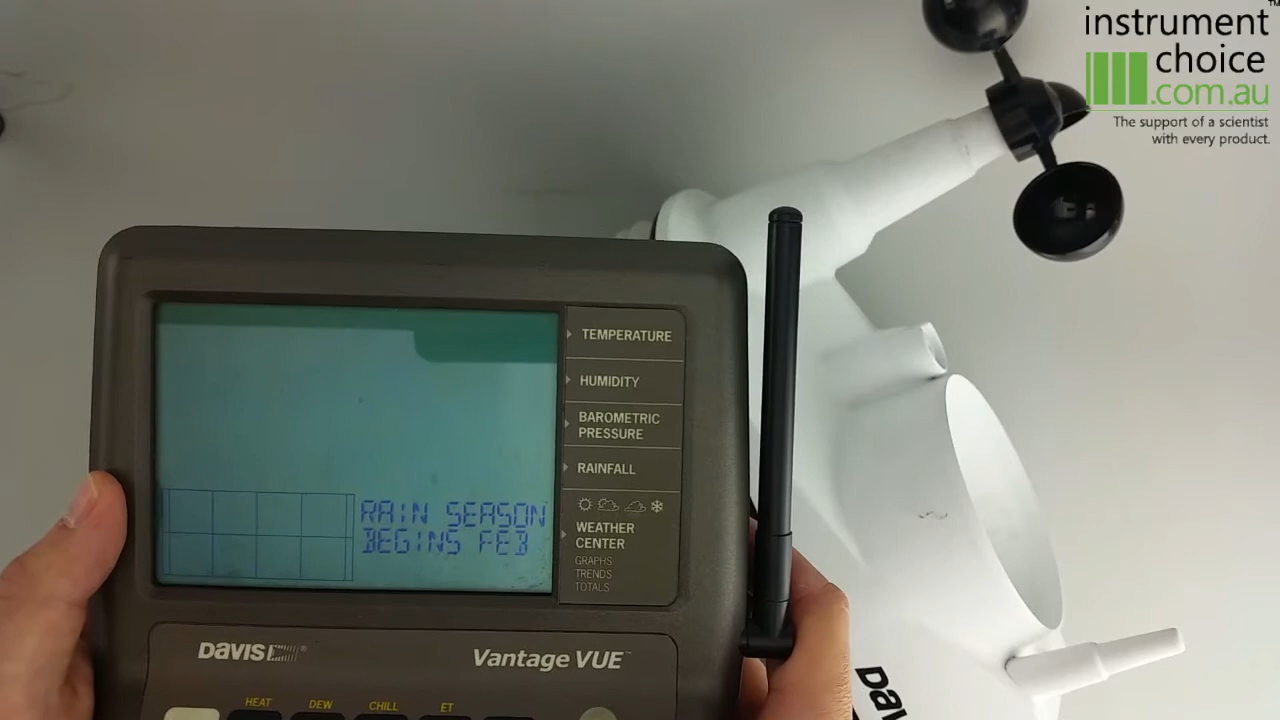 instrument
choice
.com.au
The support of a scientist
with every product.
TEMPERATURE
HUMIDITY
BAROMETRIC
PRESSURE
RAINFALL
RAIN SEASON
BEGINS FEB
WEATHER
CENTER
GRAPHS
TRENDS
TOTALS
DAVIS
Vantage VUE
HEAT DEW CHILL ET
DAVIS